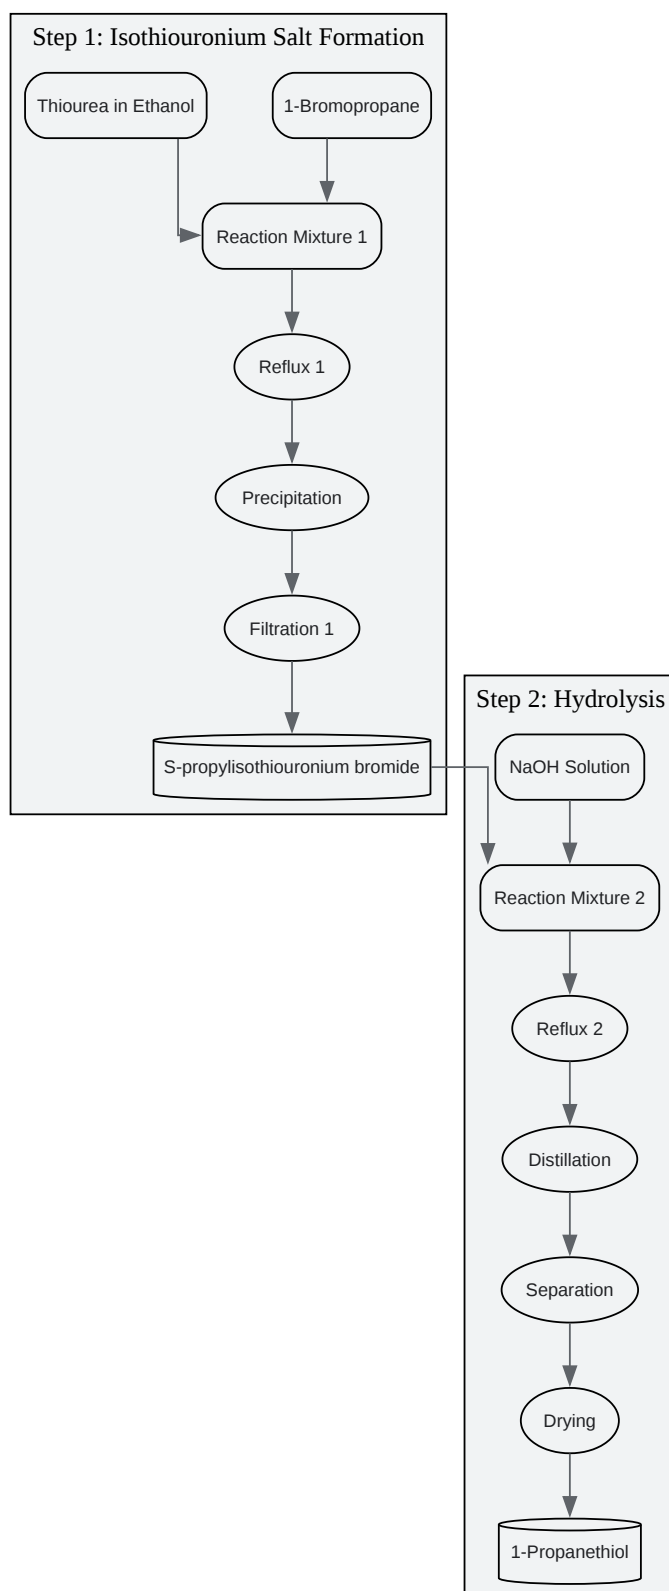 Step 1: Isothiouronium Salt Formation
Thiourea in Ethanol
1-Bromopropane
Reaction Mixture 1
Reflux 1
Precipitation
Filtration 1
S-propylisothiouronium bromide
Step 2: Hydrolysis
NaOH Solution
Reaction Mixture 2
Reflux 2
Distillation
Separation
Drying
1-Propanethiol